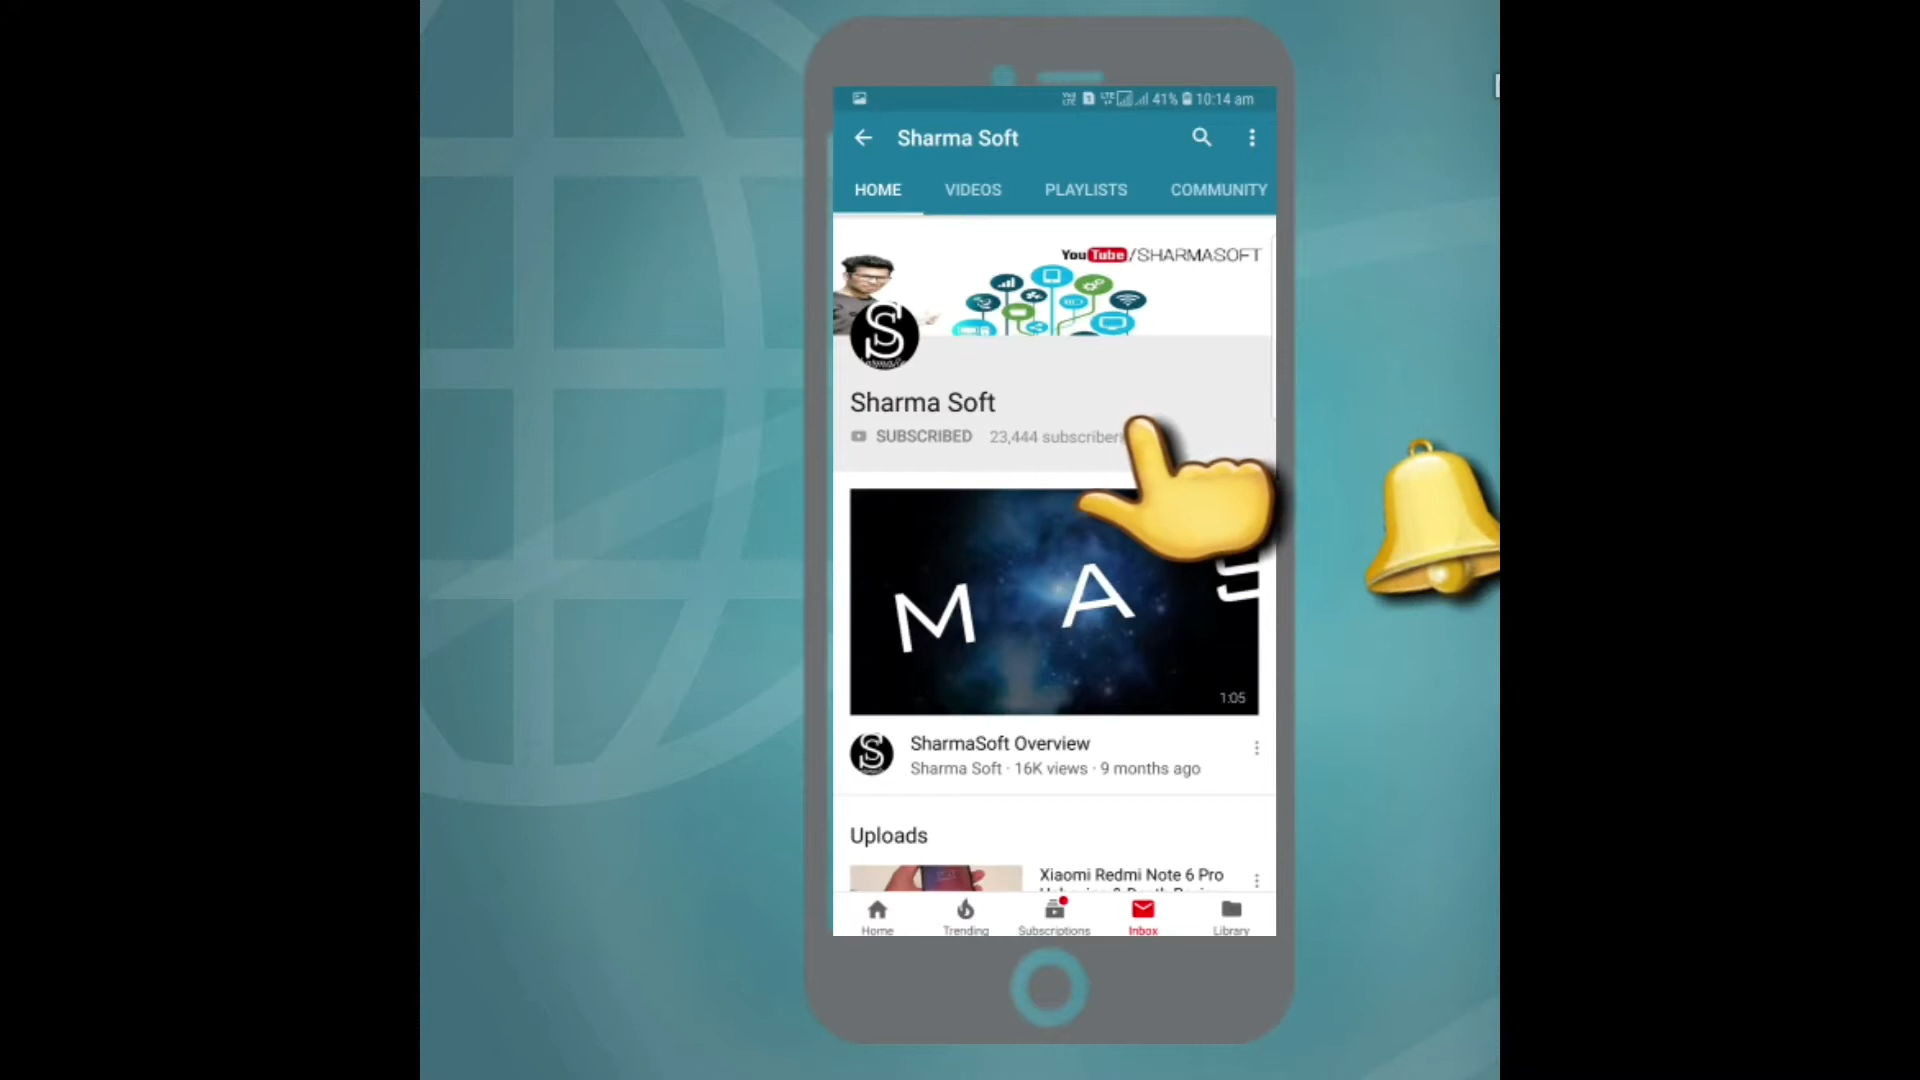 41% 10:14 am
Sharma Soft
HOME VIDEOS PLAYLISTS COMMUNITY
YouTube/SHARMASOFT
S
Sharma Soft
SUBSCRIBED 23,444 subscriber
M A S
1:05
S
SharmaSoft Overview
Sharma Soft · 16K views · 9 months ago
Uploads
Xiaomi Redmi Note 6 Pro
Home Trending Subscriptions Inbox Library